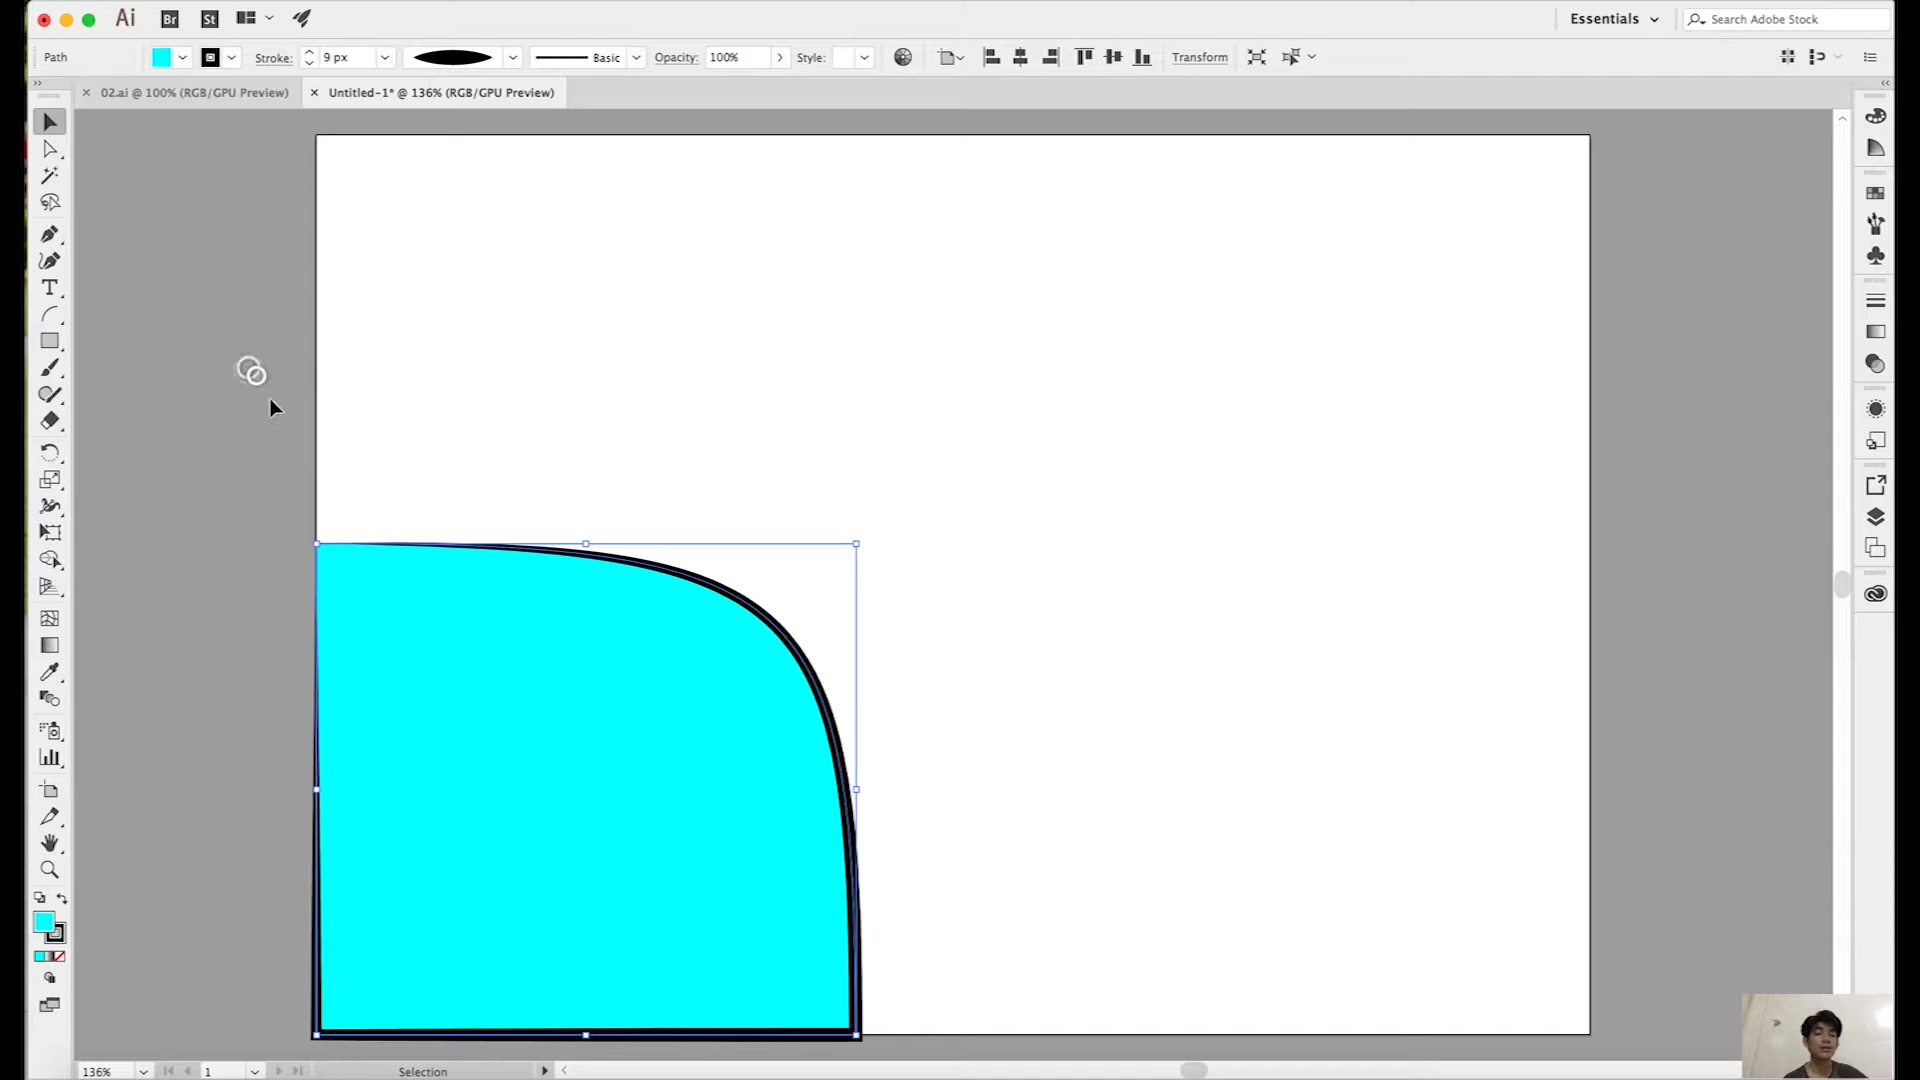 Ai Br St Essentials Search Adobe Stock
Path Stroke: 9 px Basic Opacity: 100% Style: Transform
× 02.ai @ 100% (RGB/GPU Preview) × Untitled-1* @ 136% (RGB/GPU Preview)
T
136% 1 Selection